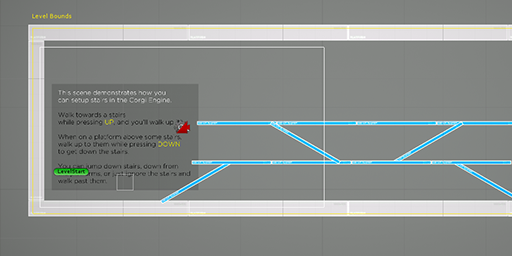 Level Bounds
This scene demonstrates how you
can setup stairs in the Corgi Engine.
Walk towards a stairs
while pressing UP, and you'll walk up
When on a platform above some stairs,
walk up to them while pressing DOWN
to get down the stairs
You can jump down stairs, down from
or just ignore the stairs and
LevelStart
walk past them.